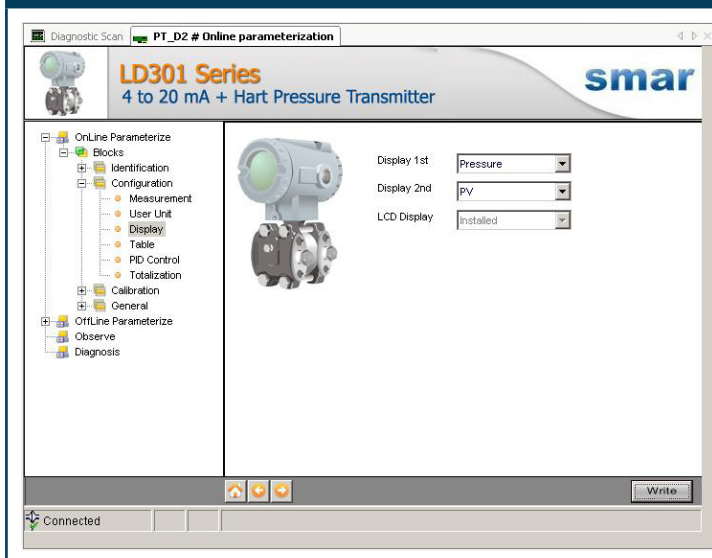 Diagnostic Scan
PT_D2 # Online parameterization
LD301 Series
4 to 20 mA + Hart Pressure Transmitter
smar
OnLine Parameterize
Blocks
Identification
Configuration
Measurement
User Unit
Display
Table
PID Control
Totalization
Calibration
General
OffLine Parameterize
Observe
Diagnosis
Display 1st Pressure
Display 2nd PV
LCD Display Installed
Write
Connected